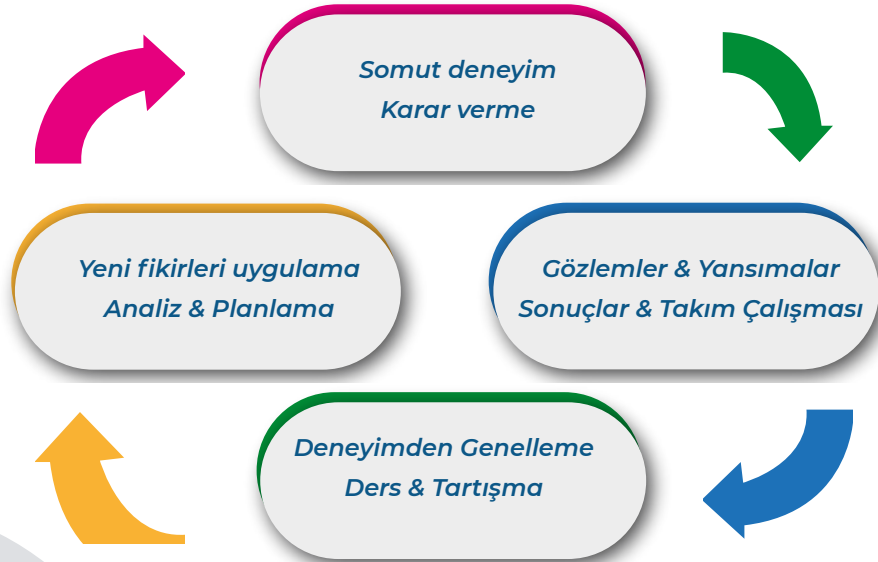 Somut deneyim
Karar verme
Yeni fikirleri uygulama
Analiz & Planlama
Gözlemler & Yansımalar
Sonuçlar & Takım Çalışması
Deneyimden Genelleme
Ders & Tartışma